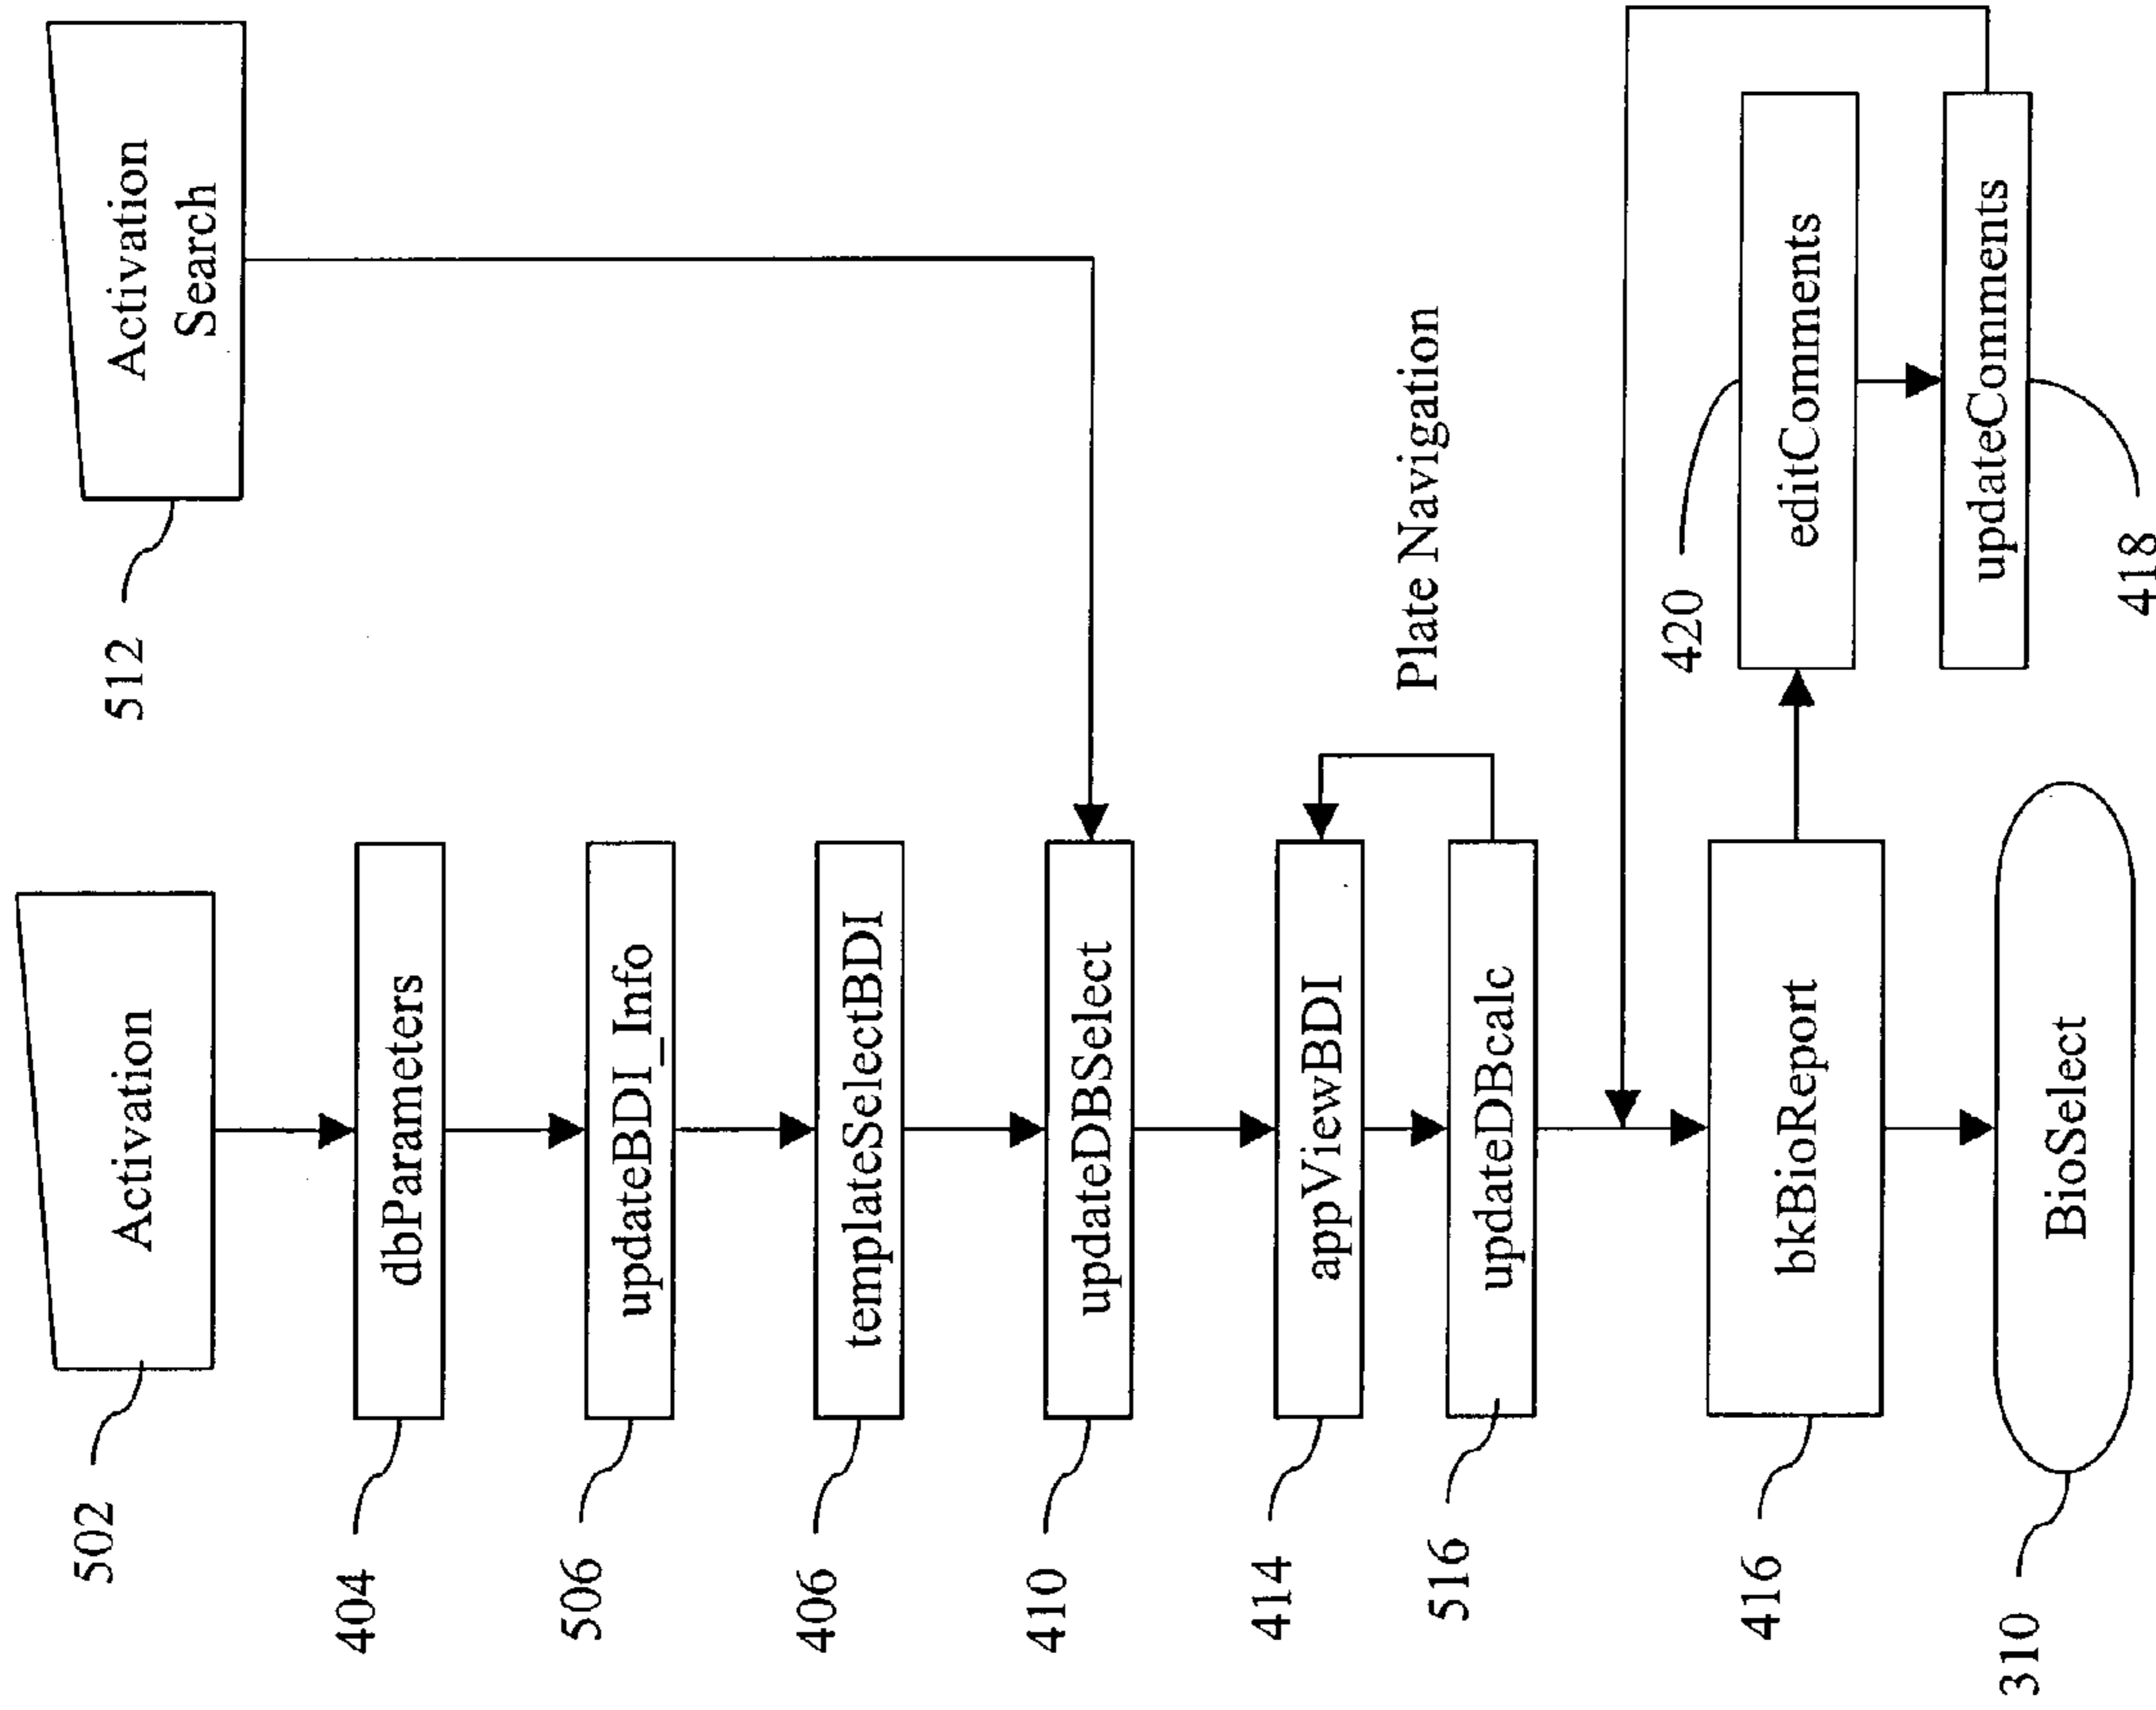 502
Activation
512
Activation
Search
404
dbParameters
506
updateBDI_Info
406
templateSelectBDI
410
updateDBSelect
414
appViewBDI
Plate Navigation
516
updateDBcalc
416
bkBioReport
420
editComments
updateComments
418
310
BioSelect